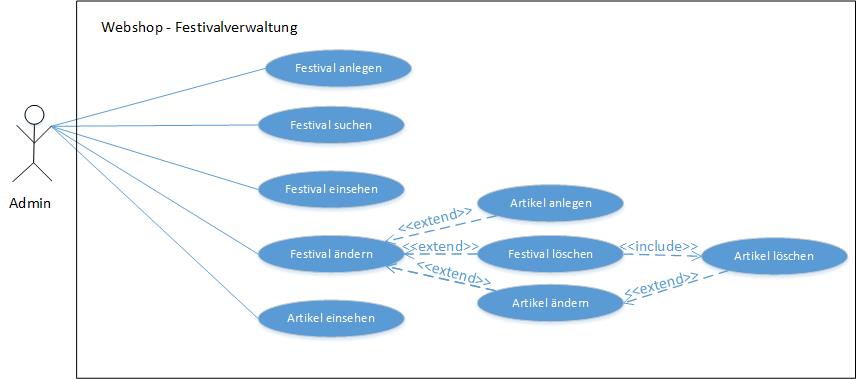 Webshop - Festivalverwaltung
Festival anlegen
Festival suchen
Admin
Festival einsehen
Artikel anlegen
<<extend>>
Festival ändern
<<extend>>
Festival löschen
<<include>>
Artikel löschen
<<extend>>
Artikel ändern
<<extend>>
Artikel einsehen